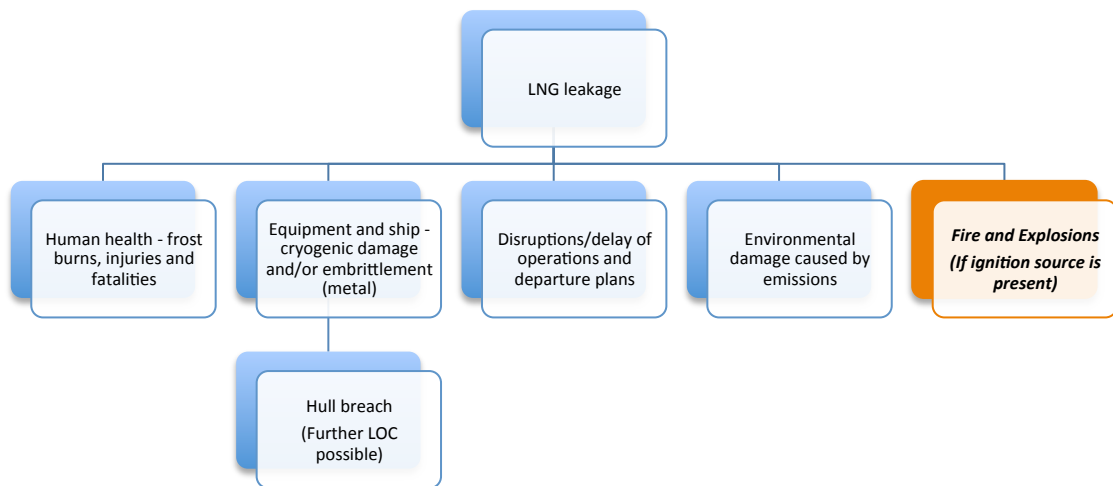 LNG leakage
Human health - frost
burns, injuries and
fatalities
Equipment and ship -
cryogenic damage
and/or embrittlement
(metal)
Disruptions/delay of
operations and
departure plans
Environmental
damage caused by
emissions
Fire and Explosions
(If ignition source is
present)
Hull breach
(Further LOC
possible)